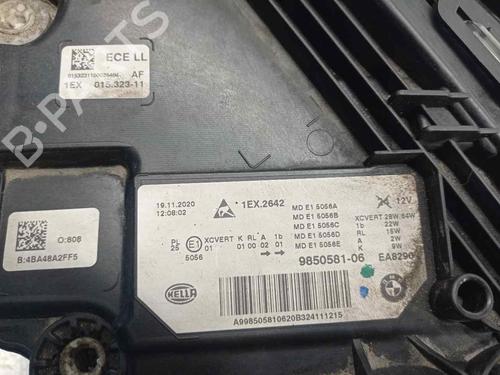 ECE LL
AF
1EX 015.323-11
O:808
B:4BA48A2FF5
19.11.2020
12:08:02
1EX.2642
MD E1 5056A
MD E1 5056B
MD E1 5056C
MD E1 5056D
MD E1 5056E
12V
XCVERT 28W/64W
1b 22W
RL 15W
A 2W
K 9W
PL E1 XCVERT K RL A 1b
25 01 01 00 02 01
5056
9850581-06 EA8290
HELLA
A998505810620B324111215
B-PARTS